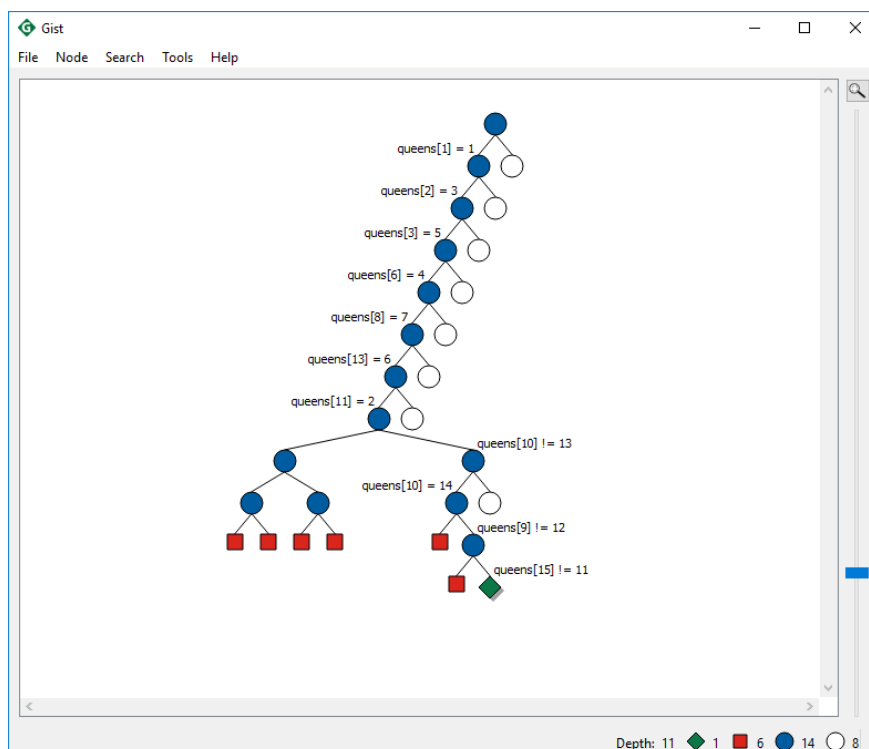 G Gist
File Node Search Tools Help
queens[1] = 1
queens[2] = 3
queens[3] = 5
queens[6] = 4
queens[8] = 7
queens[13] = 6
queens[11] = 2
queens[10] != 13
queens[10] = 14
queens[9] != 12
queens[15] != 11
Depth: 11 1 6 14 8